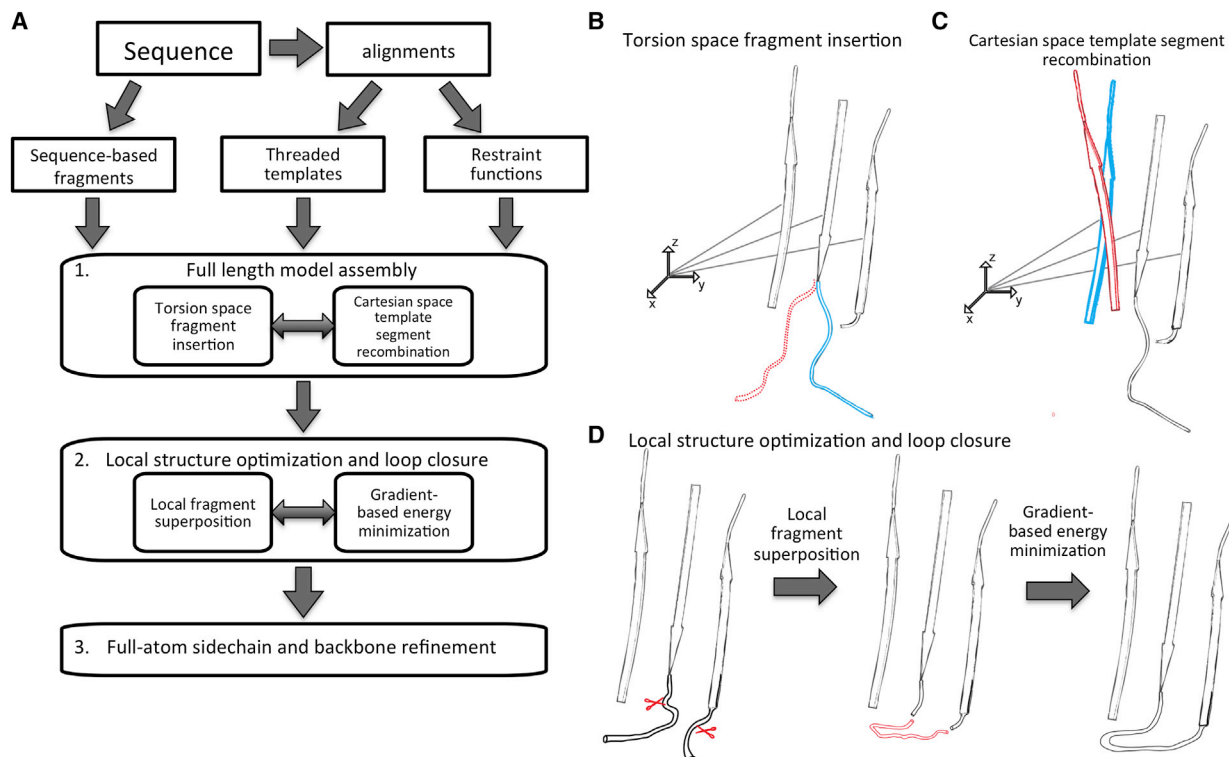 A
Sequence
alignments
Sequence-based
fragments
Threaded
templates
Restraint
functions
1.
Full length model assembly
Torsion space
fragment
insertion
Cartesian space
template
segment
recombination
2.
Local structure optimization and loop closure
Local fragment
superposition
Gradient-
based energy
minimization
3.
Full-atom sidechain and backbone refinement
B
Torsion space fragment insertion
z
y
x
C
Cartesian space template segment
recombination
z
y
x
D
Local structure optimization and loop closure
Local
fragment
superposition
Gradient-
based energy
minimization